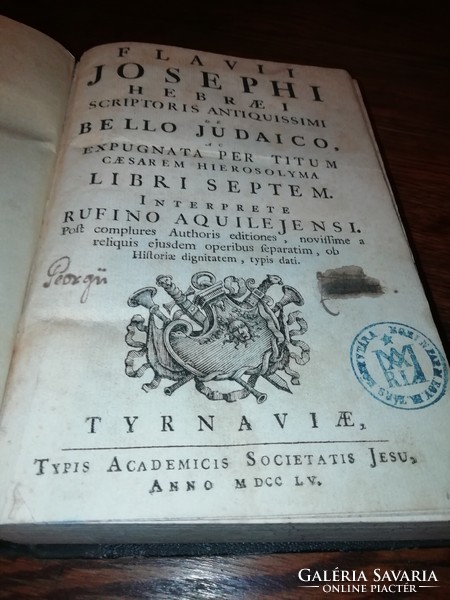 FLAVII
JOSEPHI
HEBRÆI
SCRIPTORIS ANTIQUISSIMI
DE
BELLO JUDAICO.
AC
EXPUGNATA PER TITUM
CÆSAREM HIEROSOLYMA
LIBRI SEPTEM.
INTERPRETE
RUFINO AQUILEJENSI.
Poſt complures Authoris editiones, noviſſime a
reliquis ejusdem operibus ſeparatim, ob
Hiſtoriæ dignitatem, typis dati.
Georgii
TYRNAVIÆ,
TYPIS ACADEMICIS SOCIETATIS JESU,
ANNO MDCC LV.
GALÉRIA SAVARIA
ONLINE PIACTÉR